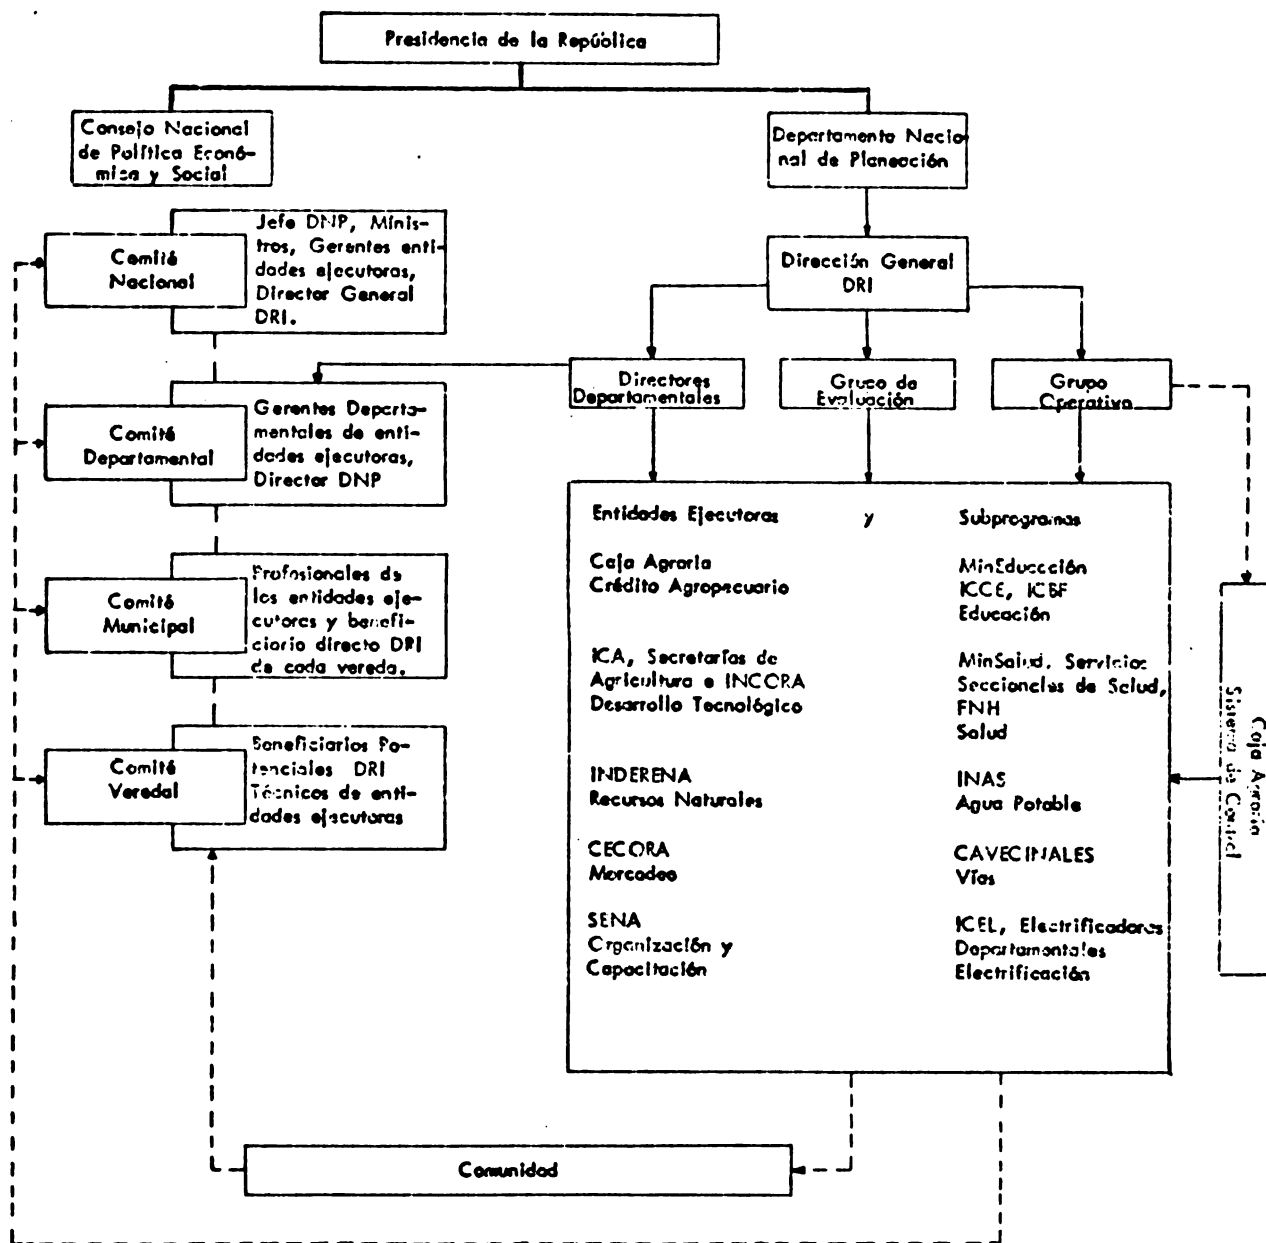 Presidencia de la República
Consejo Nacional
de Política Econó-
mica y Social
Departamento Nacio-
nal de Planeación
Jefe DNP, Minis-
tros, Gerentes enti-
dades ejecutoras,
Director General
DRI.
Comité
Nacional
Dirección General
DRI
Directores
Departamentales
Grupo de
Evaluación
Grupo
Operativo
Gerentes Departa-
mentales de enti-
dades ejecutoras,
Director DNP
Comité
Departamental
Profesionales de
los entidades eje-
cutores y benefi-
ciario directo DRI
de cada vereda.
Comité
Municipal
Beneficiarios Po-
tenciales DRI
Técnicos de enti-
dades ejecutoras
Comité
Veredal
Entidades Ejecutoras y Subprogramas
Caja Agraria
Crédito Agropecuario
ICA, Secretarías de
Agricultura e INCORA
Desarrollo Tecnológico
INDERENA
Recursos Naturales
CECORA
Mercadeo
SENA
Organización y
Capacitación
MinEducación
ICCE, ICBF
Educación
MinSalud, Servicios
Seccionales de Salud,
FNH
Salud
INAS
Agua Potable
CAVECINALES
Vías
ICEL, Electrificadoras
Departamentales
Electrificación
Caja Agraria
Sistema de Control
Comunidad